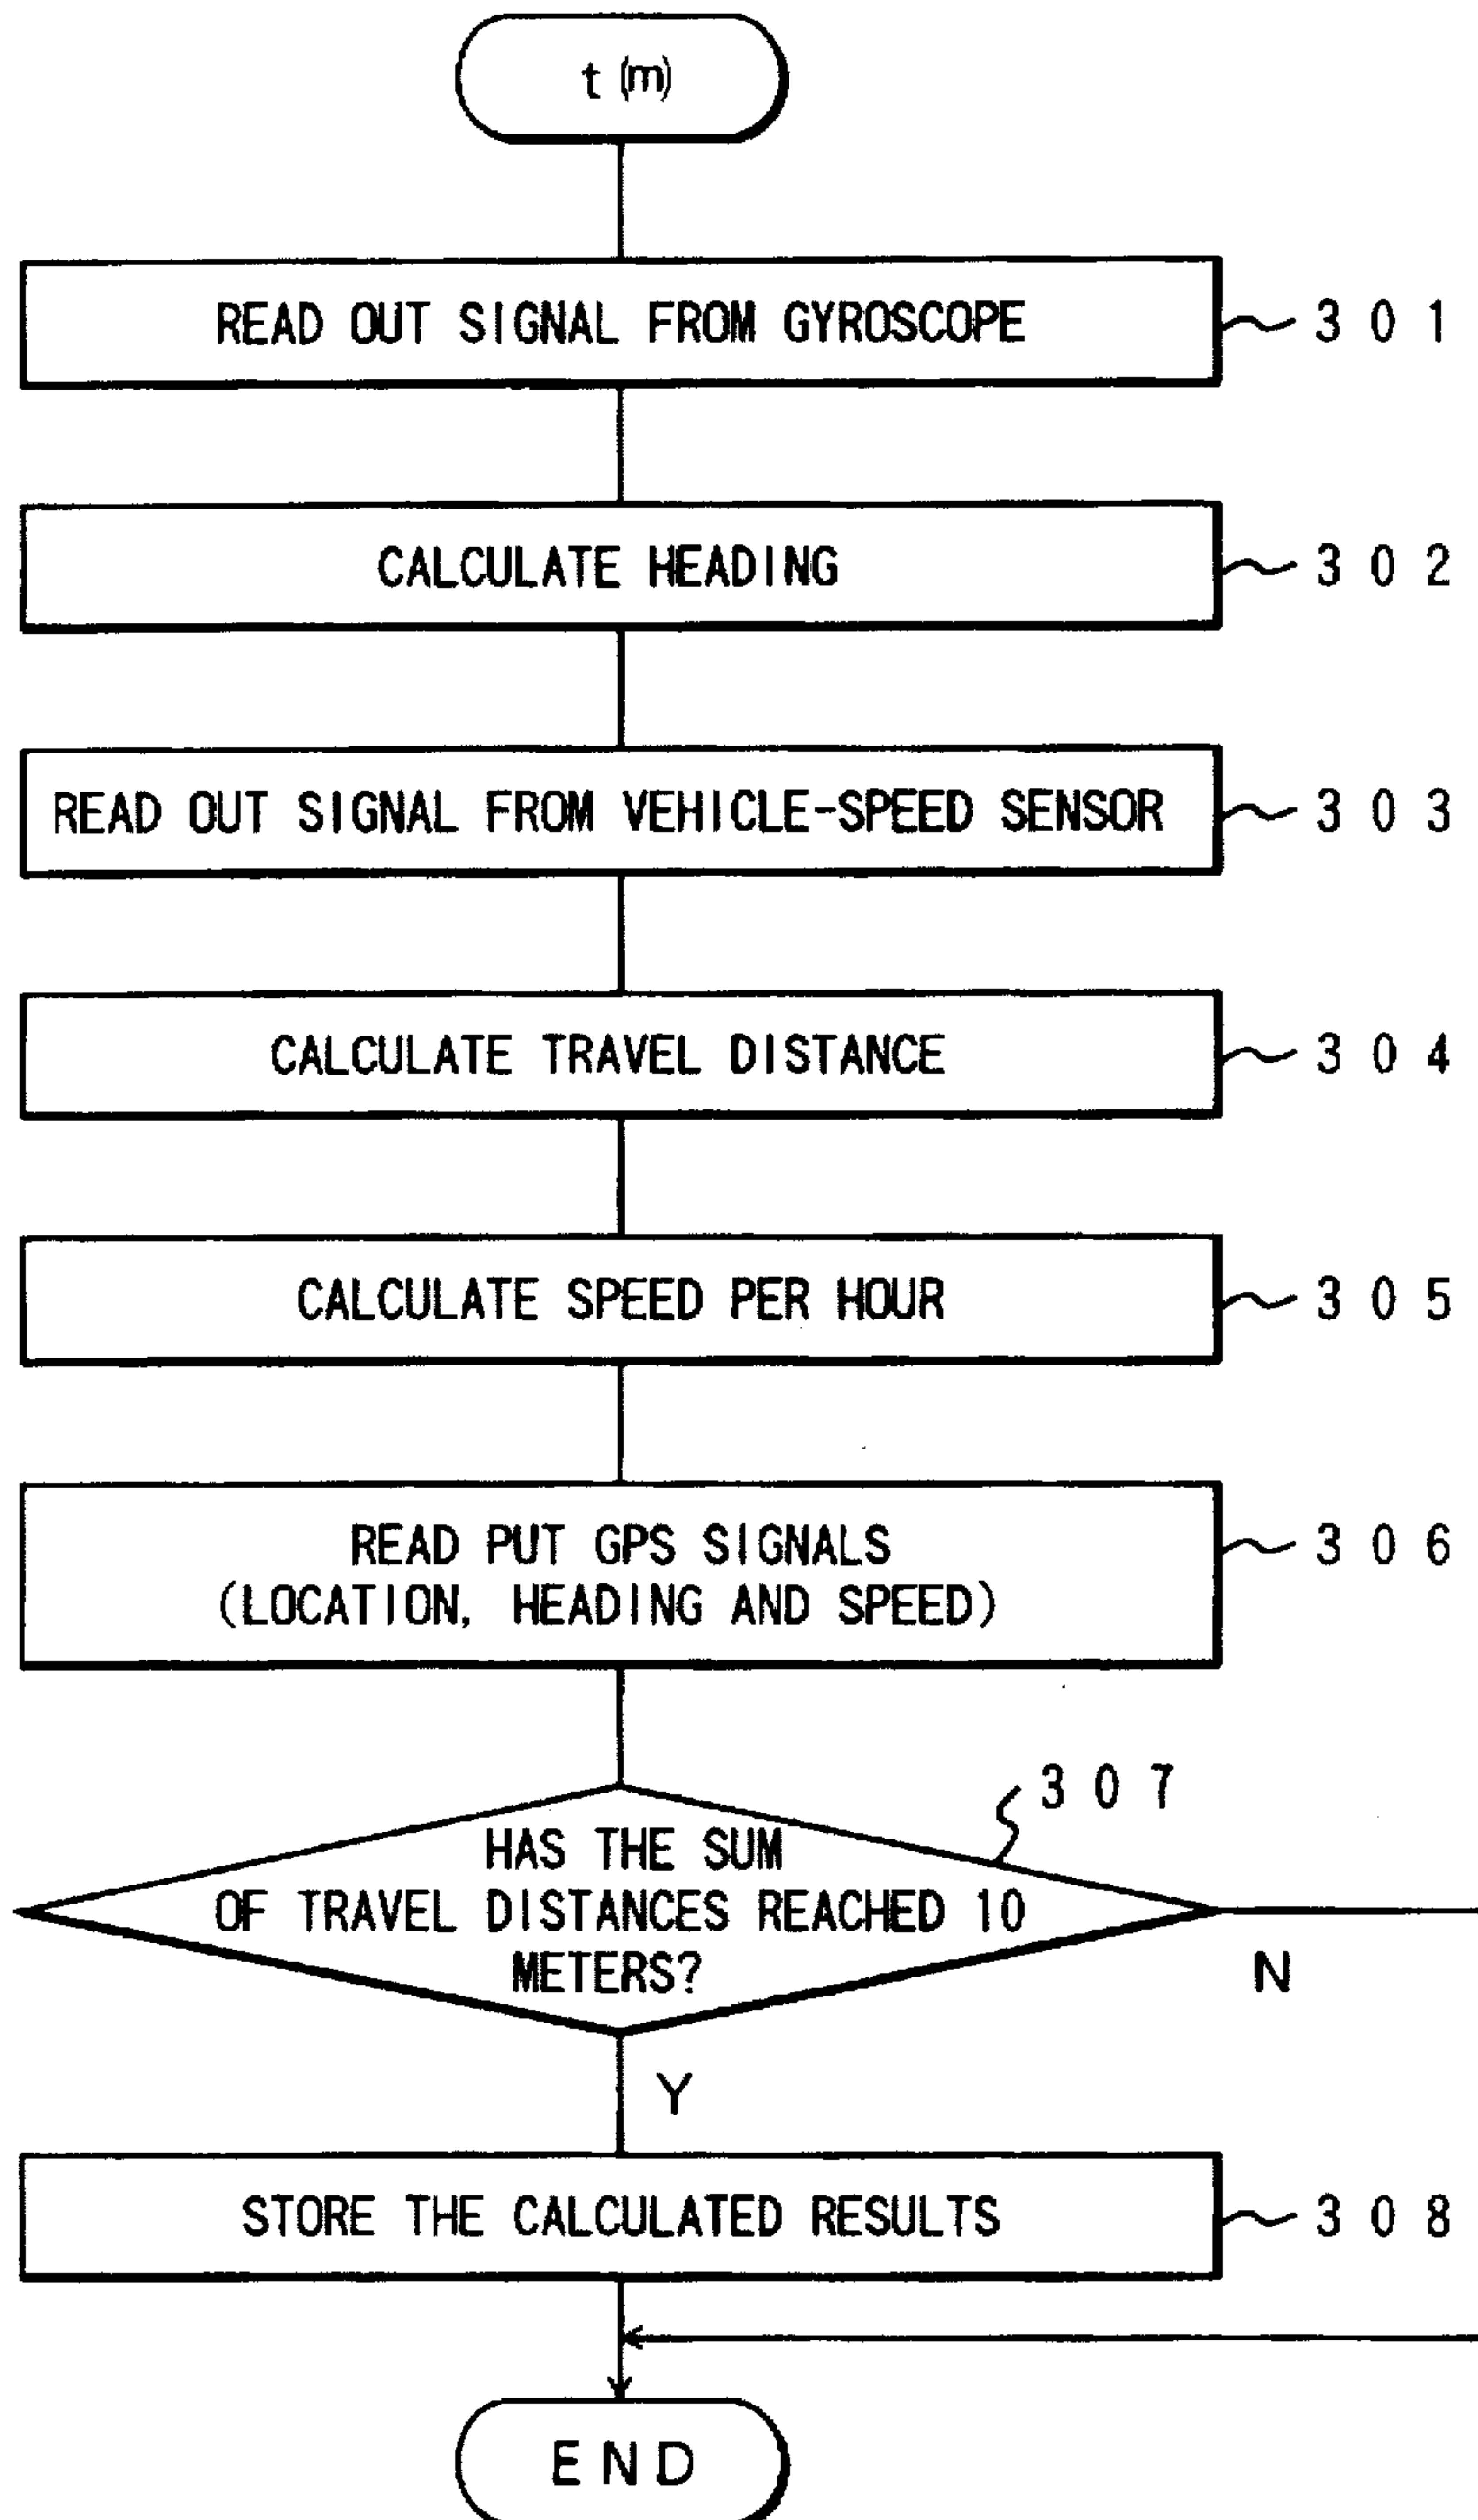 t (m)
READ OUT SIGNAL FROM GYROSCOPE
301
CALCULATE HEADING
302
READ OUT SIGNAL FROM VEHICLE-SPEED SENSOR
303
CALCULATE TRAVEL DISTANCE
304
CALCULATE SPEED PER HOUR
305
READ PUT GPS SIGNALS
306
(LOCATION, HEADING AND SPEED)
307
HAS THE SUM
OF TRAVEL DISTANCES REACHED 10
METERS?
N
Y
STORE THE CALCULATED RESULTS
308
END